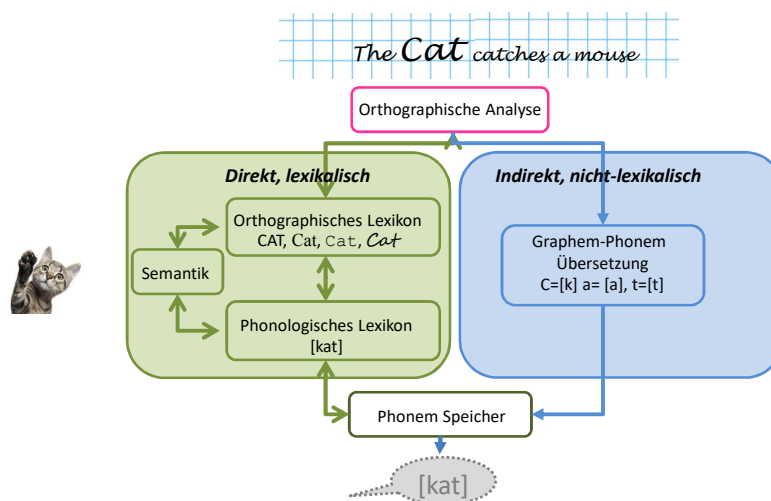 The Cat catches a mouse
Orthographische Analyse
Direkt, lexikalisch
Indirekt, nicht-lexikalisch
Orthographisches Lexikon
CAT, Cat, Cat, Cat
Semantik
Phonologisches Lexikon
[kat]
Graphem-Phonem
Übersetzung
C=[k] a= [a], t=[t]
Phonem Speicher
[kat]